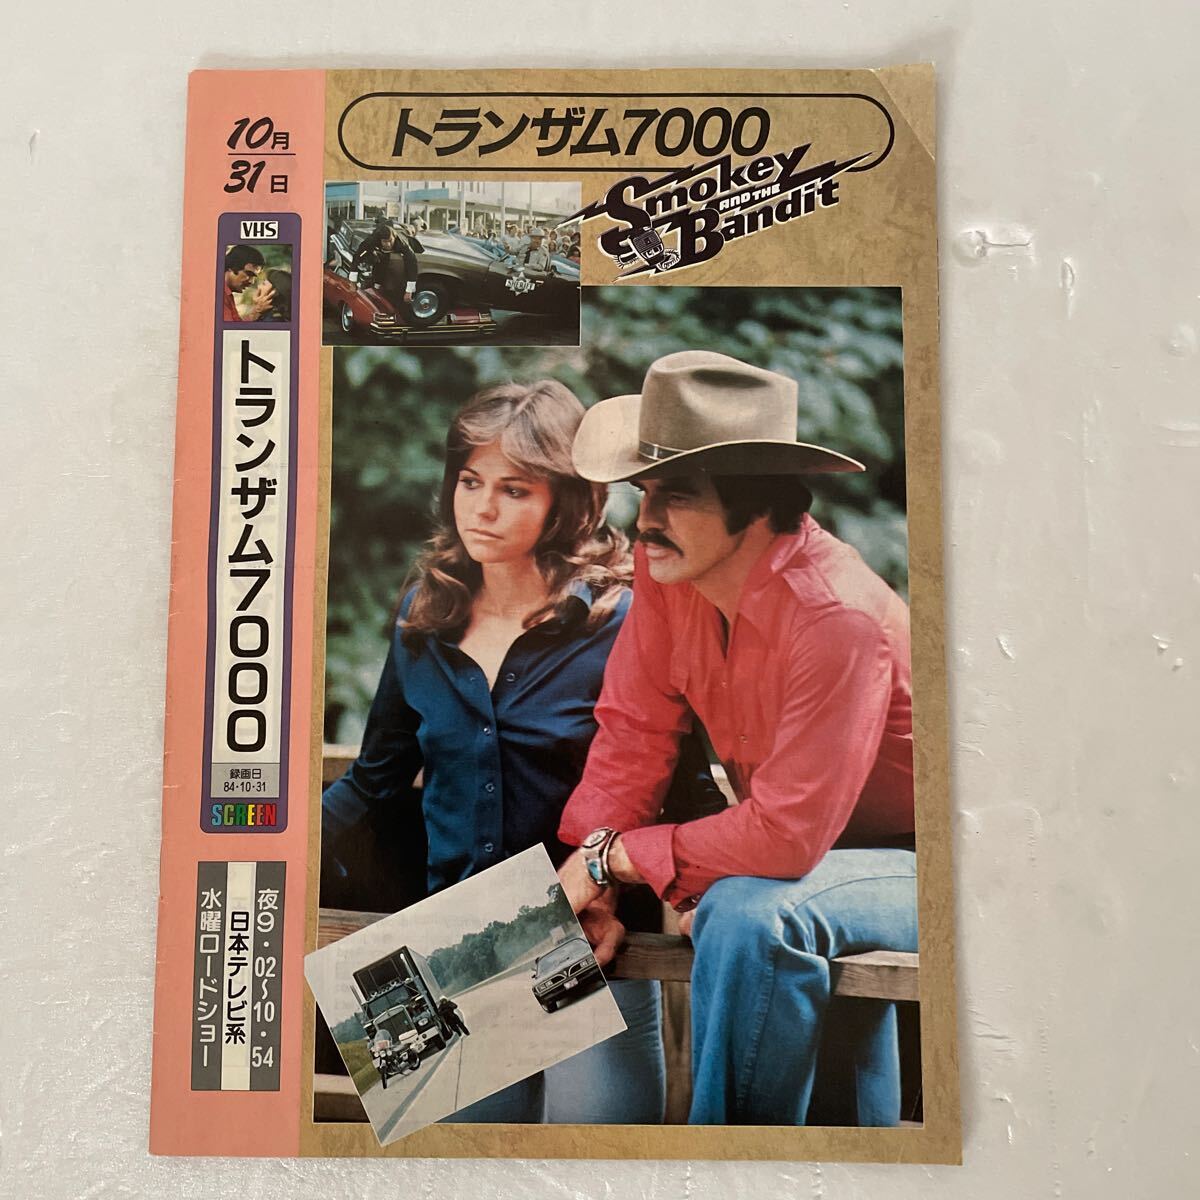 10月
31日
VHS
トランザム7000
録画日
84・10・31
SCREEN
夜9・02〜10・54
日本テレビ系
水曜ロードショー
トランザム7000
Smokey
AND THE
Bandit
SHERIFF